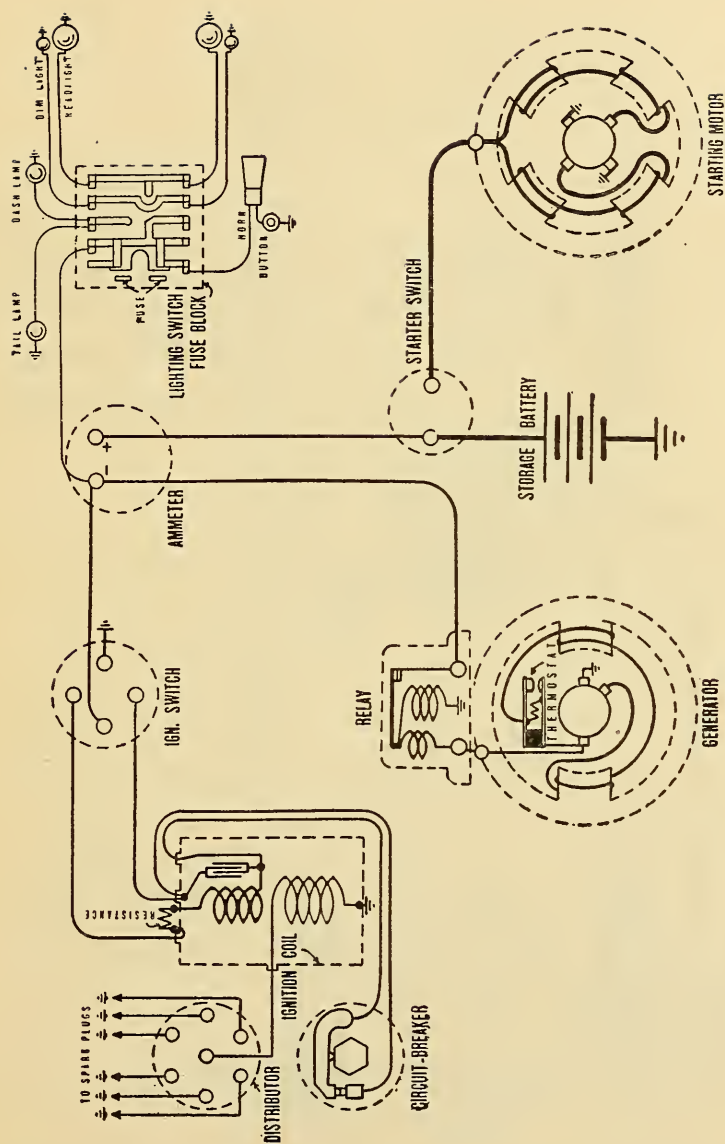 TO SPARK PLUGS
DISTRIBUTOR
RESISTANCE
IGNITION COIL
CIRCUIT-BREAKER
IGN. SWITCH
RELAY
THERMOSTAT
GENERATOR
AMMETER
- +
TAIL LAMP
DASH LAMP
DIM LIGHT
HEADLIGHT
FUSE
LIGHTING SWITCH
FUSE BLOCK
HORN
BUTTON
STARTER SWITCH
STORAGE BATTERY
STARTING MOTOR